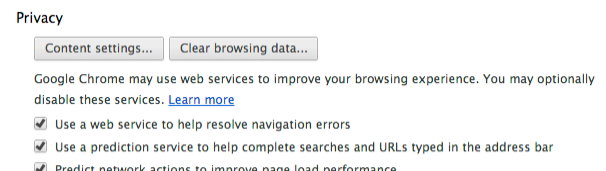 Privacy
Content settings... Clear browsing data...
Google Chrome may use web services to improve your browsing experience. You may optionally
disable these services. Learn more
Use a web service to help resolve navigation errors
Use a prediction service to help complete searches and URLs typed in the address bar
Predict network actions to improve page load performance